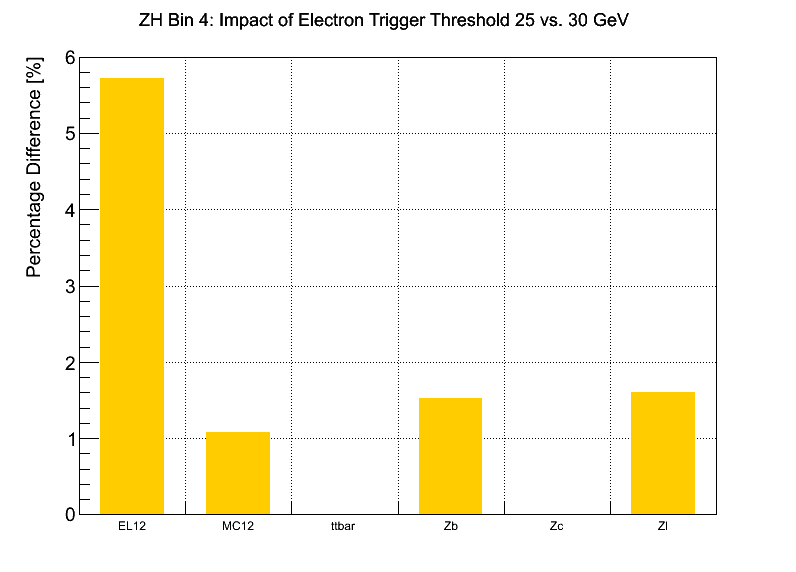 ZH Bin 4: Impact of Electron Trigger Threshold 25 vs. 30 GeV
Percentage Difference [%]
6
5
4
3
2
1
0
EL12 MC12 ttbar Zb Zc Zl